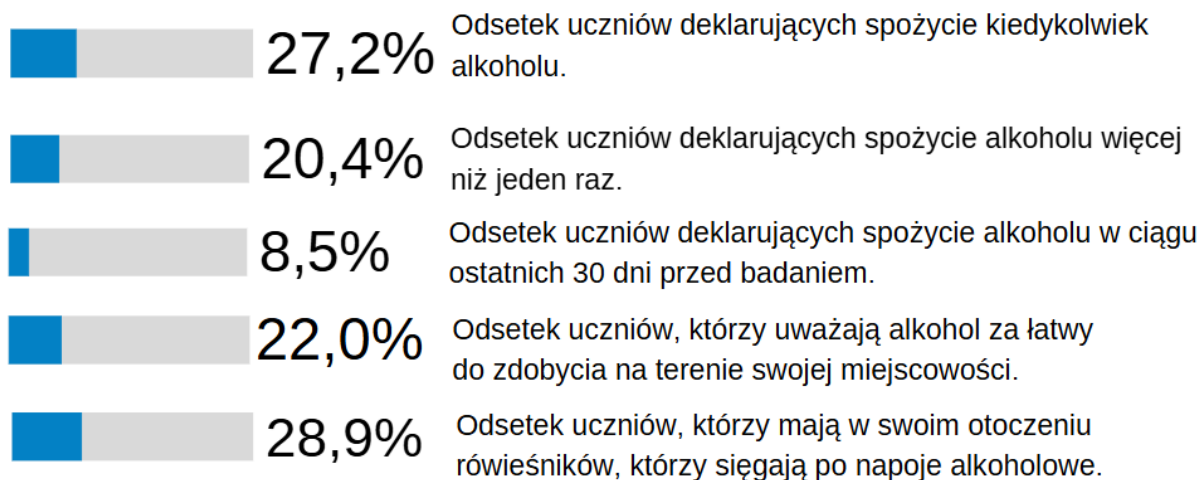 27,2%
Odsetek uczniów deklarujących spożycie kiedykolwiek
alkoholu.
20,4%
Odsetek uczniów deklarujących spożycie alkoholu więcej
niż jeden raz.
8,5%
Odsetek uczniów deklarujących spożycie alkoholu w ciągu
ostatnich 30 dni przed badaniem.
22,0%
Odsetek uczniów, którzy uważają alkohol za łatwy
do zdobycia na terenie swojej miejscowości.
28,9%
Odsetek uczniów, którzy mają w swoim otoczeniu
rówieśników, którzy sięgają po napoje alkoholowe.